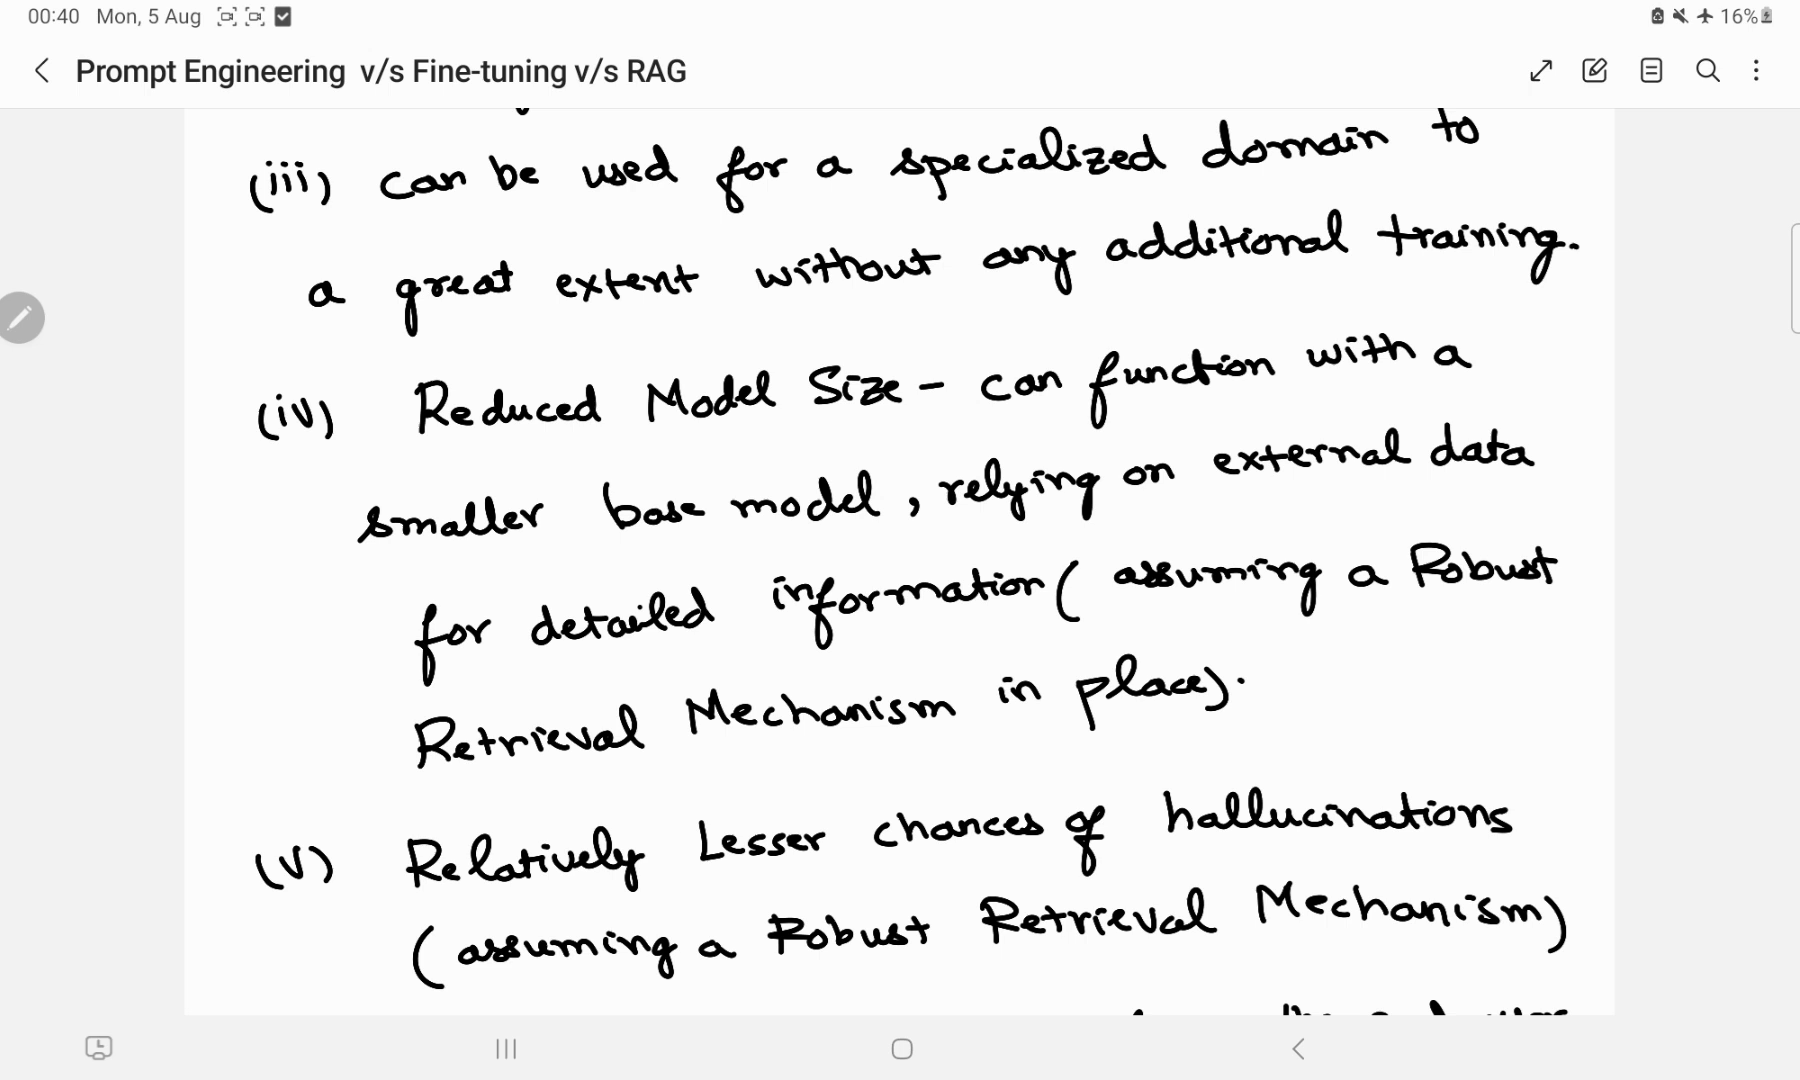 00:40 Mon, 5 Aug
16%
Prompt Engineering v/s Fine-tuning v/s RAG
(iii) can be used for a specialized domain to
a great extent without any additional training.
(iv) Reduced Model Size - can function with a
smaller base model, relying on external data
for detailed information (assuming a Robust
Retrieval Mechanism in place).
(v) Relatively Lesser chances of hallucinations
(assuming a Robust Retrieval Mechanism)